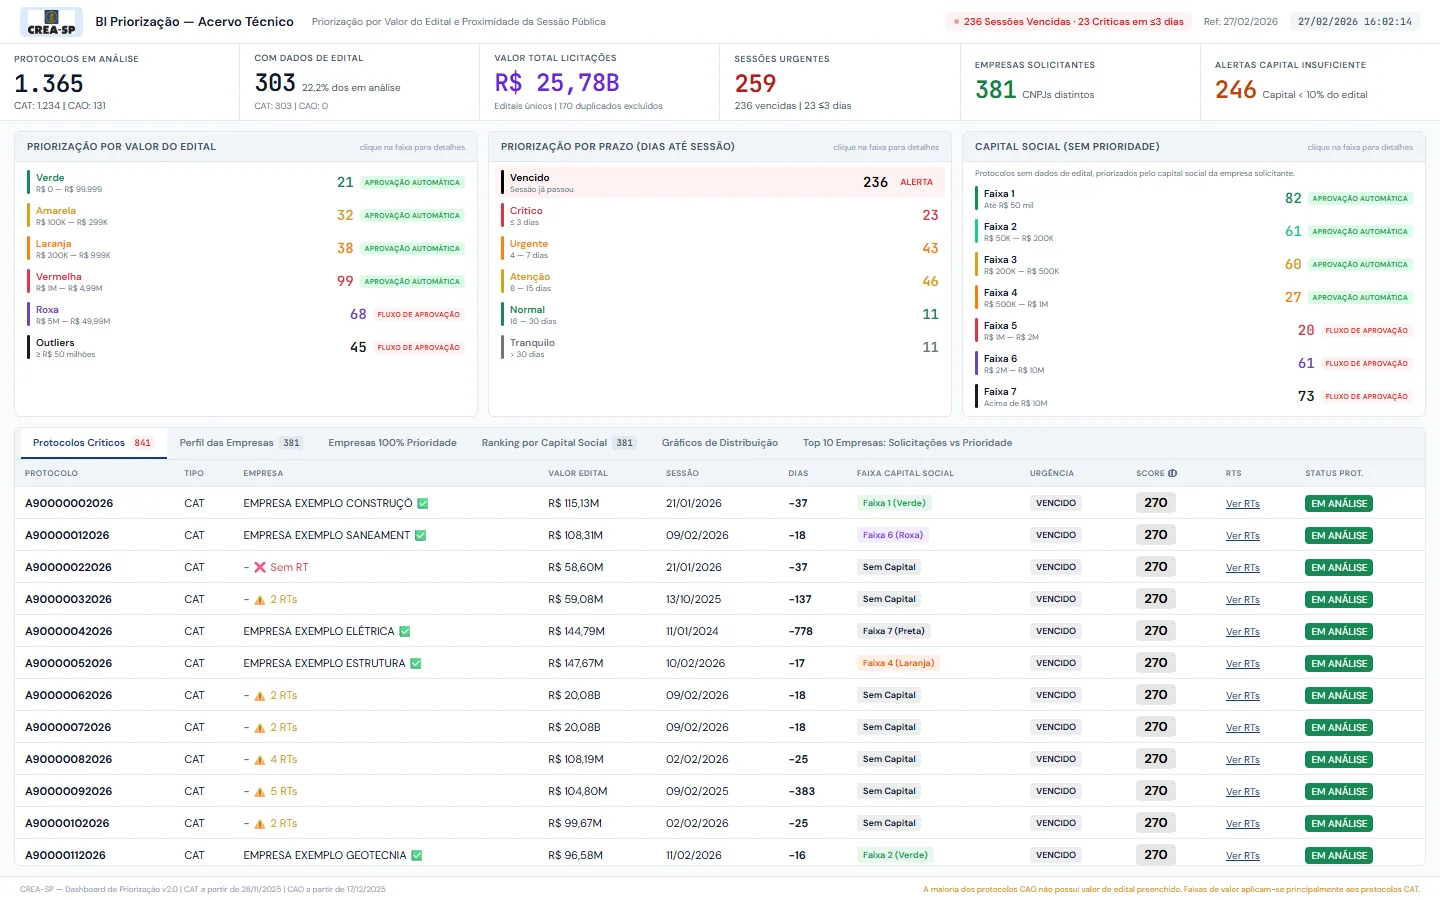 CREA-SP
BI Priorização — Acervo Técnico
Priorização por Valor do Edital e Proximidade da Sessão Pública
236 Sessões Vencidas · 23 Críticas em ≤3 dias
Ref: 27/02/2026
27/02/2026 16:02:14
PROTOCOLOS EM ANÁLISE
1.365
CAT: 1.234 | CAO: 131
COM DADOS DE EDITAL
303 22,2% dos em análise
CAT: 303 | CAO: 0
VALOR TOTAL LICITAÇÕES
R$ 25,78B
Editais únicos | 170 duplicados excluídos
SESSÕES URGENTES
259
236 vencidas | 23 ≤3 dias
EMPRESAS SOLICITANTES
381 CNPJs distintos
ALERTAS CAPITAL INSUFICIENTE
246 Capital < 10% do edital
PRIORIZAÇÃO POR VALOR DO EDITAL
clique na faixa para detalhes
Verde
R$ 0 — R$ 99.999
21 APROVAÇÃO AUTOMÁTICA
Amarela
R$ 100K — R$ 299K
32 APROVAÇÃO AUTOMÁTICA
Laranja
R$ 300K — R$ 999K
38 APROVAÇÃO AUTOMÁTICA
Vermelha
R$ 1M — R$ 4,99M
99 APROVAÇÃO AUTOMÁTICA
Roxa
R$ 5M — R$ 49,99M
68 FLUXO DE APROVAÇÃO
Outliers
≥ R$ 50 milhões
45 FLUXO DE APROVAÇÃO
PRIORIZAÇÃO POR PRAZO (DIAS ATÉ SESSÃO)
clique na faixa para detalhes
Vencido
Sessão já passou
236 ALERTA
Crítico
≤ 3 dias
23
Urgente
4 — 7 dias
43
Atenção
8 — 15 dias
46
Normal
16 — 30 dias
11
Tranquilo
> 30 dias
11
CAPITAL SOCIAL (SEM PRIORIDADE)
clique na faixa para detalhes
Protocolos sem dados de edital, priorizados pelo capital social da empresa solicitante.
Faixa 1
Até R$ 50 mil
82 APROVAÇÃO AUTOMÁTICA
Faixa 2
R$ 50K — R$ 200K
61 APROVAÇÃO AUTOMÁTICA
Faixa 3
R$ 200K — R$ 500K
60 APROVAÇÃO AUTOMÁTICA
Faixa 4
R$ 500K — R$ 1M
27 APROVAÇÃO AUTOMÁTICA
Faixa 5
R$ 1M — R$ 2M
20 FLUXO DE APROVAÇÃO
Faixa 6
R$ 2M — R$ 10M
61 FLUXO DE APROVAÇÃO
Faixa 7
Acima de R$ 10M
73 FLUXO DE APROVAÇÃO
Protocolos Críticos 841 Perfil das Empresas 381 Empresas 100% Prioridade Ranking por Capital Social 381 Gráficos de Distribuição Top 10 Empresas: Solicitações vs Prioridade
PROTOCOLO TIPO EMPRESA VALOR EDITAL SESSÃO DIAS FAIXA CAPITAL SOCIAL URGÊNCIA SCORE RTS STATUS PROT.
A90000002026 CAT EMPRESA EXEMPLO CONSTRUÇÕ ✅ R$ 115,13M 21/01/2026 -37 Faixa 1 (Verde) VENCIDO 270 Ver RTs EM ANÁLISE
A90000012026 CAT EMPRESA EXEMPLO SANEAMENT ✅ R$ 108,31M 09/02/2026 -18 Faixa 6 (Roxa) VENCIDO 270 Ver RTs EM ANÁLISE
A90000022026 CAT - ❌ Sem RT R$ 58,60M 21/01/2026 -37 Sem Capital VENCIDO 270 Ver RTs EM ANÁLISE
A90000032026 CAT - ⚠ 2 RTs R$ 59,08M 13/10/2025 -137 Sem Capital VENCIDO 270 Ver RTs EM ANÁLISE
A90000042026 CAT EMPRESA EXEMPLO ELÉTRICA ✅ R$ 144,79M 11/01/2024 -778 Faixa 7 (Preta) VENCIDO 270 Ver RTs EM ANÁLISE
A90000052026 CAT EMPRESA EXEMPLO ESTRUTURA ✅ R$ 147,67M 10/02/2026 -17 Faixa 4 (Laranja) VENCIDO 270 Ver RTs EM ANÁLISE
A90000062026 CAT - ⚠ 2 RTs R$ 20,08B 09/02/2026 -18 Sem Capital VENCIDO 270 Ver RTs EM ANÁLISE
A90000072026 CAT - ⚠ 2 RTs R$ 20,08B 09/02/2026 -18 Sem Capital VENCIDO 270 Ver RTs EM ANÁLISE
A90000082026 CAT - ⚠ 4 RTs R$ 108,19M 02/02/2026 -25 Sem Capital VENCIDO 270 Ver RTs EM ANÁLISE
A90000092026 CAT - ⚠ 5 RTs R$ 104,80M 09/02/2025 -383 Sem Capital VENCIDO 270 Ver RTs EM ANÁLISE
A90000102026 CAT - ⚠ 2 RTs R$ 99,67M 02/02/2026 -25 Sem Capital VENCIDO 270 Ver RTs EM ANÁLISE
A90000112026 CAT EMPRESA EXEMPLO GEOTECNIA ✅ R$ 96,58M 11/02/2026 -16 Faixa 2 (Verde) VENCIDO 270 Ver RTs EM ANÁLISE
CREA-SP — Dashboard de Priorização v2.0 | CAT a partir de 28/11/2025 | CAO a partir de 17/12/2025
A maioria dos protocolos CAO não possui valor de edital preenchido. Faixas de valor aplicam-se principalmente aos protocolos CAT.